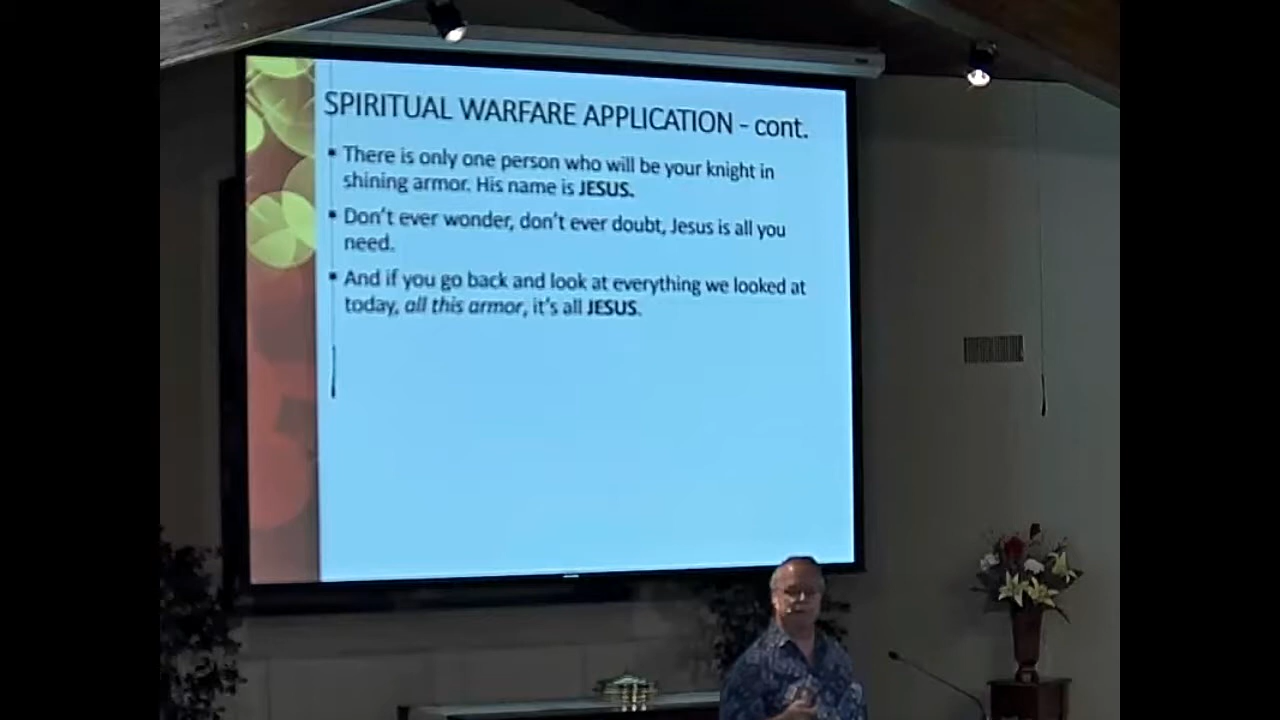 SPIRITUAL WARFARE APPLICATION - cont.
▪ There is only one person who will be your knight in
shining armor. His name is JESUS.
▪ Don't ever wonder, don't ever doubt, Jesus is all you
need.
▪ And if you go back and look at everything we looked at
today, all this armor, it's all JESUS.